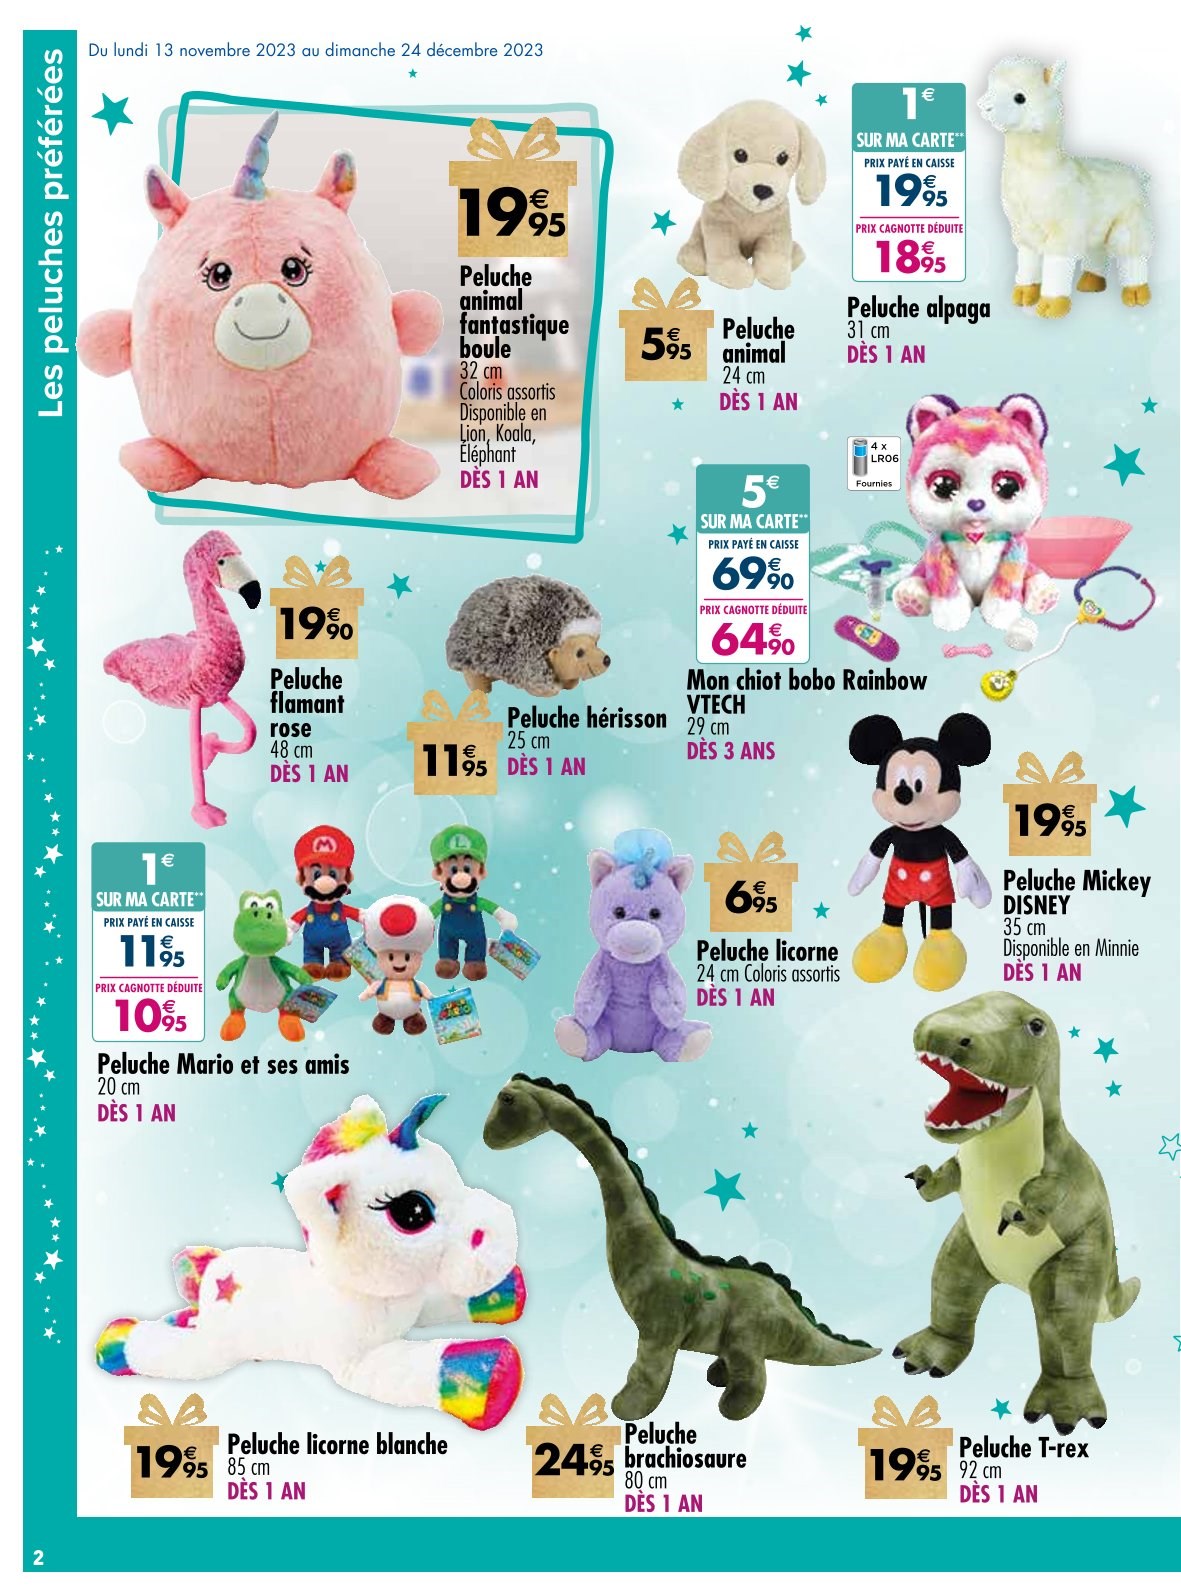 Du lundi 13 novembre 2023 au dimanche 24 décembre 2023
Les peluches préférées
19€95
Peluche
animal
fantastique
boule
32 cm
Coloris assortis
Disponible en
Lion, Koala,
Éléphant
DÈS 1 AN
5€95
Peluche
animal
24 cm
DÈS 1 AN
1€
SUR MA CARTE**
PRIX PAYÉ EN CAISSE
19€95
PRIX CAGNOTTE DÉDUITE
18€95
Peluche alpaga
31 cm
DÈS 1 AN
4 x
LR06
Fournies
5€
SUR MA CARTE**
PRIX PAYÉ EN CAISSE
69€90
PRIX CAGNOTTE DÉDUITE
64€90
Mon chiot bobo Rainbow
VTECH
29 cm
DÈS 3 ANS
19€90
Peluche
flamant
rose
48 cm
DÈS 1 AN
11€95
Peluche hérisson
25 cm
DÈS 1 AN
19€95
Peluche Mickey
DISNEY
35 cm
Disponible en Minnie
DÈS 1 AN
1€
SUR MA CARTE**
PRIX PAYÉ EN CAISSE
11€95
PRIX CAGNOTTE DÉDUITE
10€95
M
L
Peluche Mario et ses amis
20 cm
DÈS 1 AN
6€95
Peluche licorne
24 cm Coloris assortis
DÈS 1 AN
19€95
Peluche licorne blanche
85 cm
DÈS 1 AN
24€95
Peluche
brachiosaure
80 cm
DÈS 1 AN
19€95
Peluche T-rex
92 cm
DÈS 1 AN
2